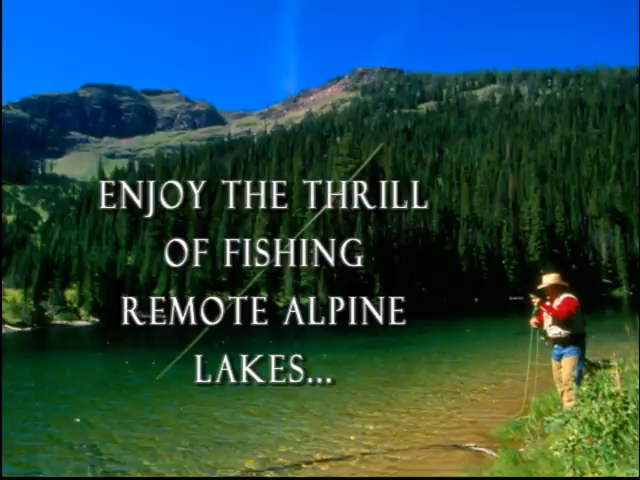 ENJOY THE THRILL
OF FISHING
REMOTE ALPINE
LAKES...